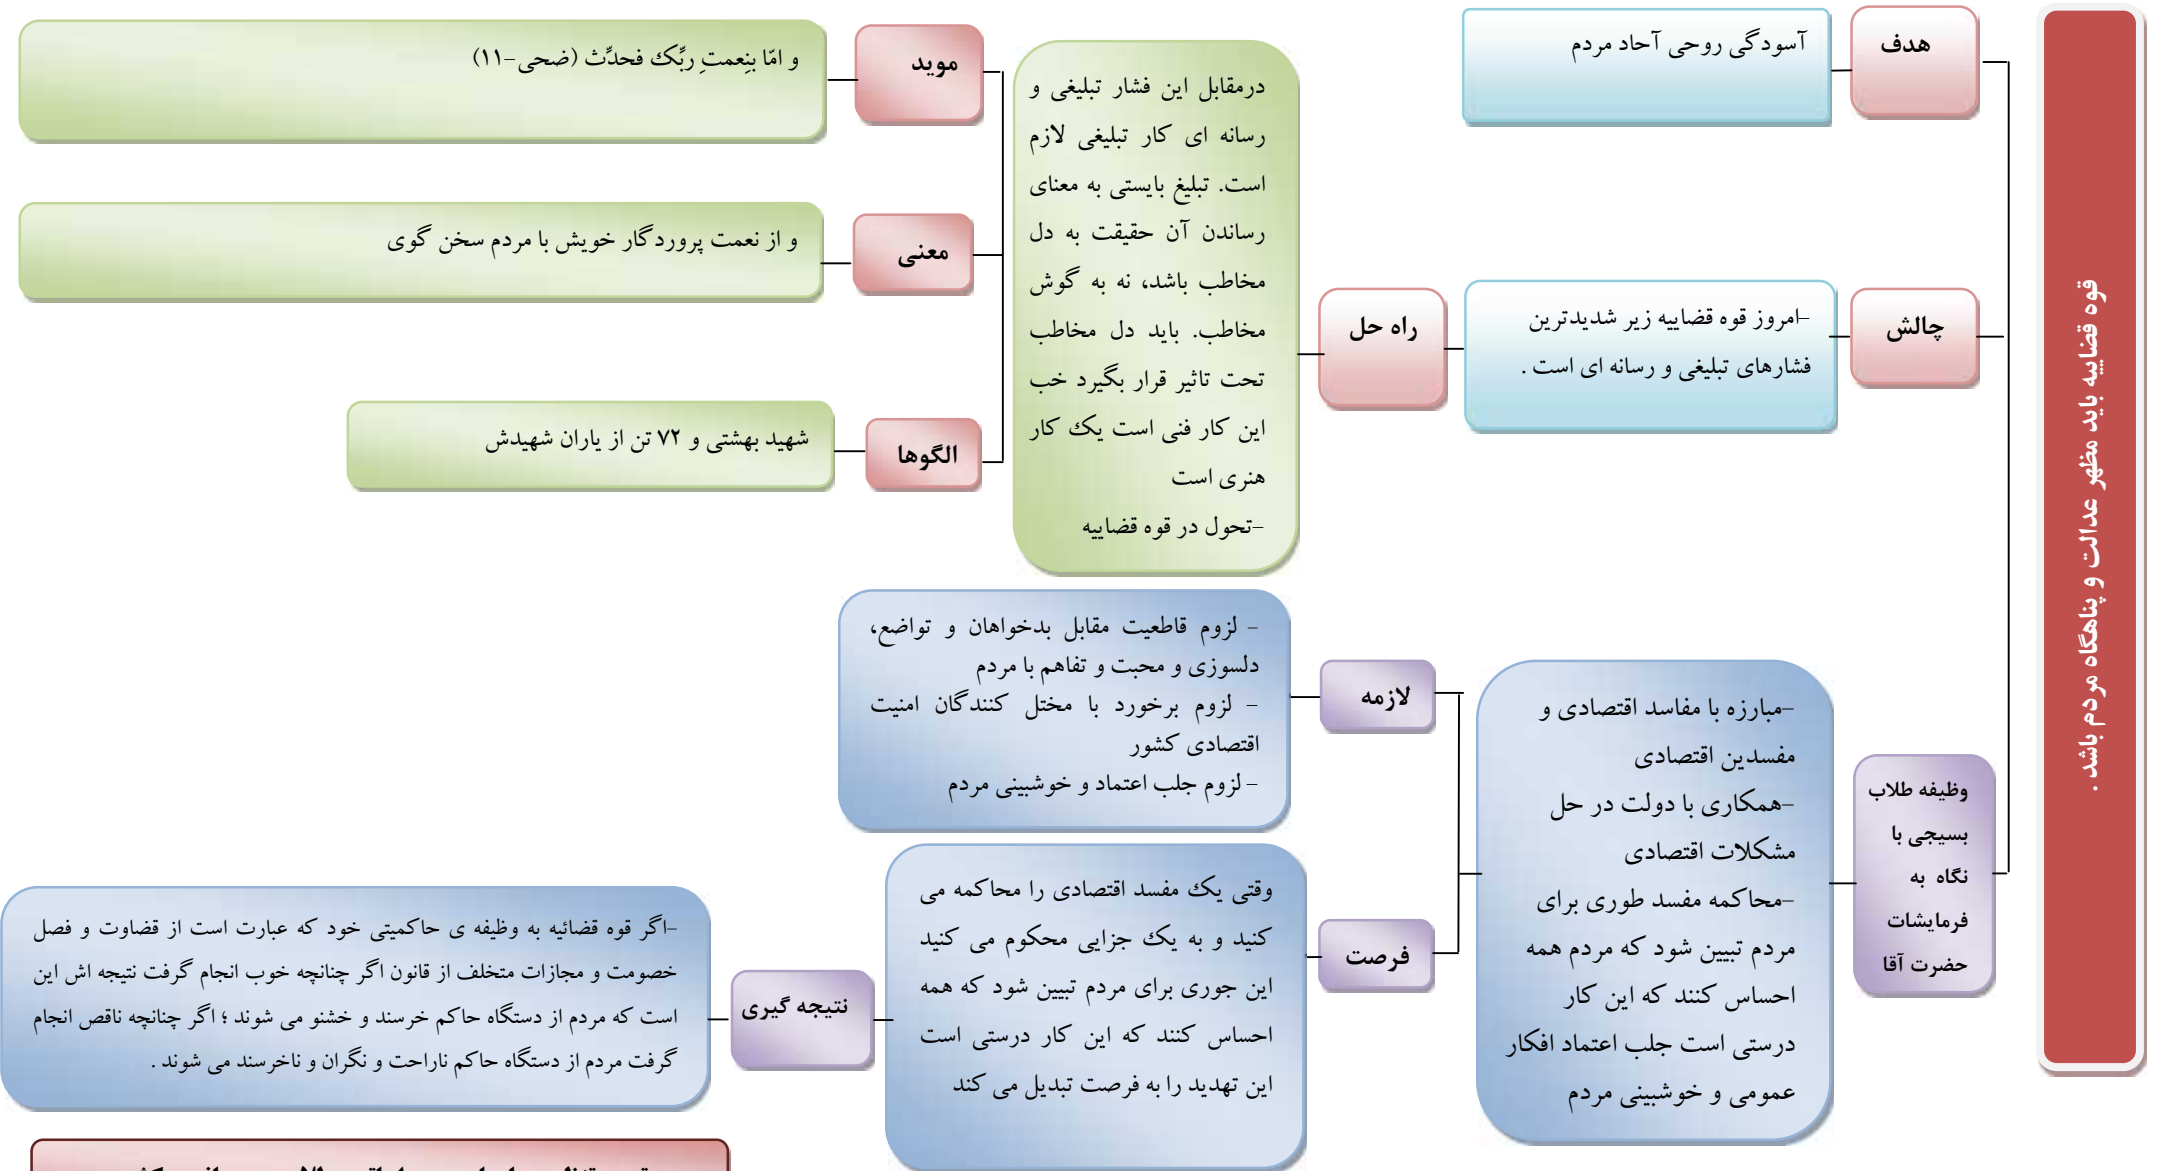 قوه قضاییه باید مظهر عدالت و پناهگاه مردم باشد .
هدف
آسودگی روحی آحاد مردم
چالش
–امروز قوه قضاییه زیر شدیدترین
فشارهای تبلیغی و رسانه ای است .
راه حل
درمقابل این فشار تبلیغی و
رسانه ای کار تبلیغی لازم
است. تبلیغ بایستی به معنای
رساندن آن حقیقت به دل
مخاطب باشد، نه به گوش
مخاطب. باید دل مخاطب
تحت تاثیر قرار بگیرد خب
این کار فنی است یک کار
هنری است
–تحول در قوه قضاییه
موید
و امّا بنِعمتِ ربِّک فحدِّث (ضحی–۱۱)
معنی
و از نعمت پروردگار خویش با مردم سخن گوی
الگوها
شهید بهشتی و ۷۲ تن از یاران شهیدش
وظیفه طلاب
بسیجی با
نگاه به
فرمایشات
حضرت آقا
–مبارزه با مفاسد اقتصادی و
مفسدین اقتصادی
–همکاری با دولت در حل
مشکلات اقتصادی
–محاکمه مفسد طوری برای
مردم تبیین شود که مردم همه
احساس کنند که این کار
درستی است جلب اعتماد افکار
عمومی و خوشبینی مردم
لازمه
– لزوم قاطعیت مقابل بدخواهان و تواضع،
دلسوزی و محبت و تفاهم با مردم
– لزوم برخورد با مختل کنندگان امنیت
اقتصادی کشور
– لزوم جلب اعتماد و خوشبینی مردم
فرصت
وقتی یک مفسد اقتصادی را محاکمه می
کنید و به یک جزایی محکوم می کنید
این جوری برای مردم تبیین شود که همه
احساس کنند که این کار درستی است
این تهدید را به فرصت تبدیل می کند
نتیجه گیری
–اگر قوه قضائیه به وظیفه ی حاکمیتی خود که عبارت است از قضاوت و فصل
خصومت و مجازات متخلف از قانون اگر چنانچه خوب انجام گرفت نتیجه اش این
است که مردم از دستگاه حاکم خرسند و خشنو می شوند ؛ اگر چنانچه ناقص انجام
گرفت مردم از دستگاه حاکم ناراحت و نگران و ناخرسند می شوند .